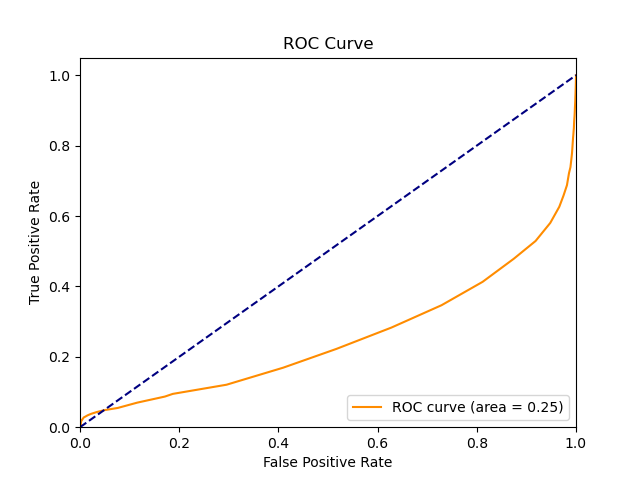 ROC Curve
True Positive Rate
1.0
0.8
0.6
0.4
0.2
0.0
ROC curve (area = 0.25)
0.0 0.2 0.4 0.6 0.8 1.0
False Positive Rate